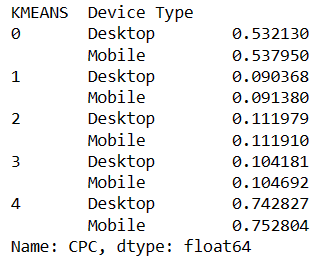 KMEANS  Device Type
0       Desktop        0.532130
        Mobile         0.537950
1       Desktop        0.090368
        Mobile         0.091380
2       Desktop        0.111979
        Mobile         0.111910
3       Desktop        0.104181
        Mobile         0.104692
4       Desktop        0.742827
        Mobile         0.752804
Name: CPC, dtype: float64